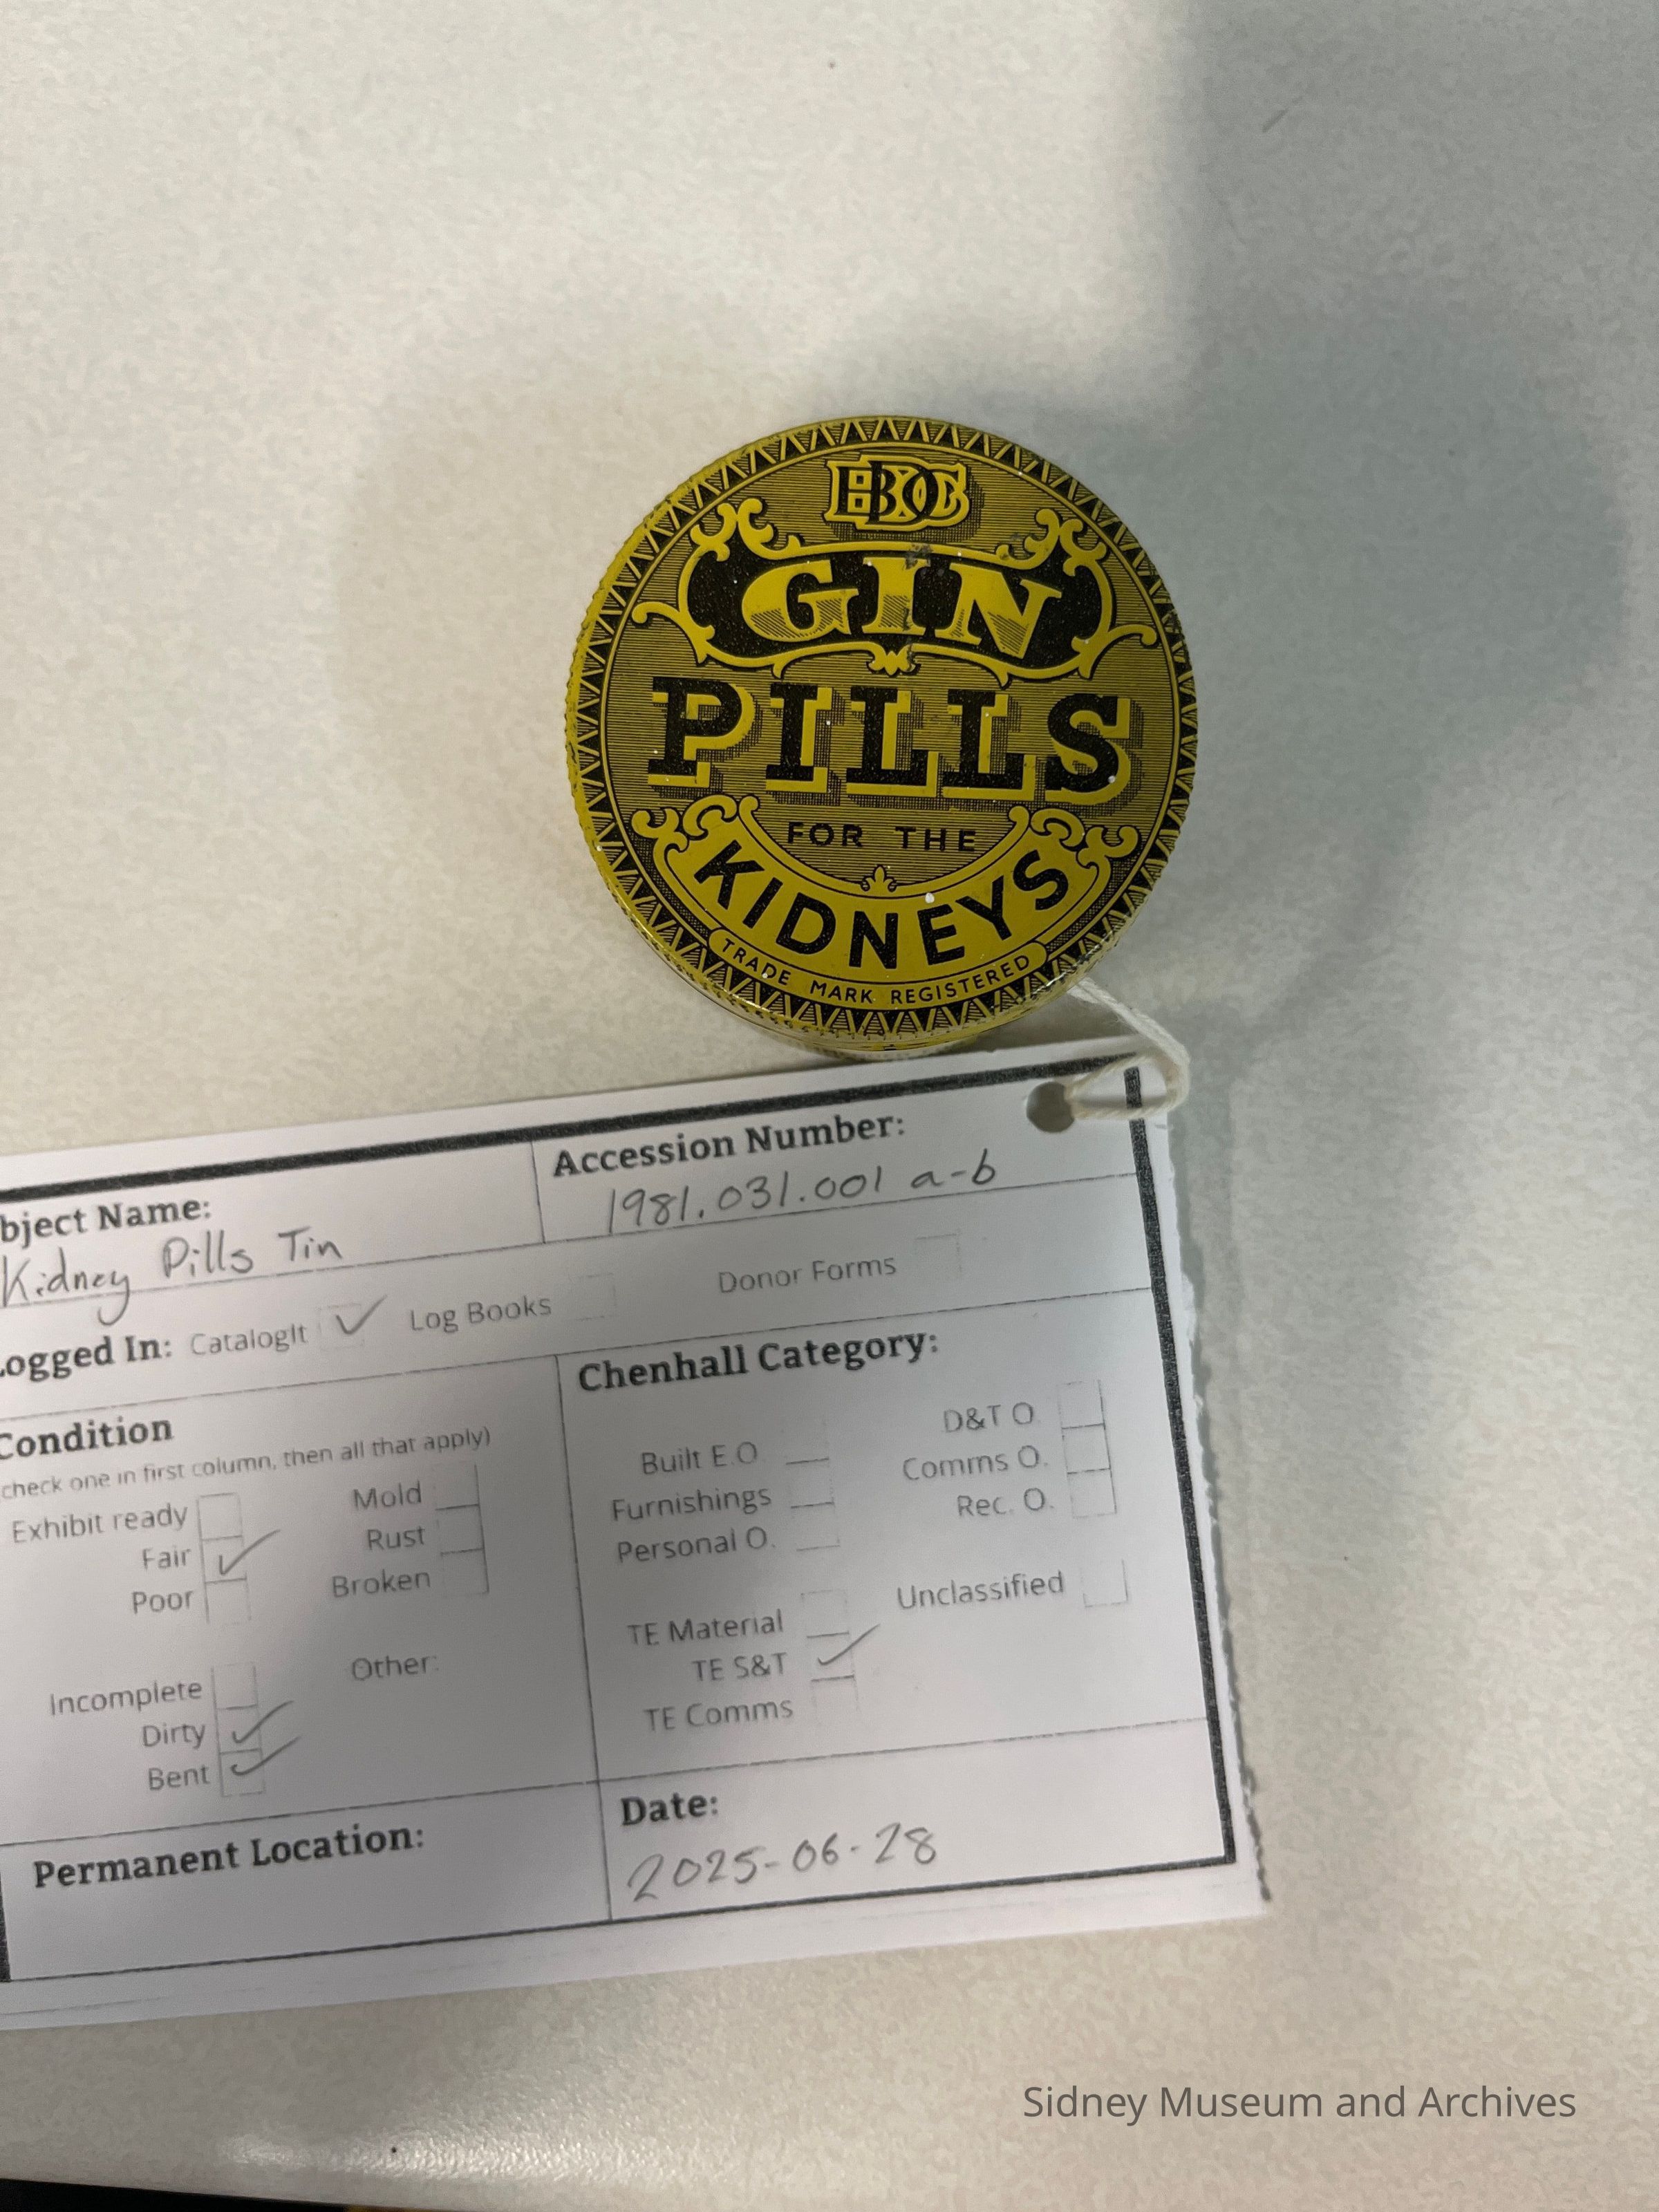 GIN
PILLS
FOR THE
KIDNEYS
TRADE MARK REGISTERED
bject Name:
Kidney Pills Tin
Accession Number:
1981.031.001 a-b
ogged In: CatalogIt ✓ Log Books Donor Forms
Condition
check one in first column, then all that apply)
Exhibit ready
Fair ✓
Poor
Mold
Rust
Broken
Incomplete
Dirty ✓
Bent ✓
Other:
Chenhall Category:
Built E.O
Furnishings
Personal O.
D&T O.
Comms O.
Rec. O.
TE Material
TE S&T ✓
TE Comms
Unclassified
Permanent Location:
Date:
2025-06-28
Sidney Museum and Archives